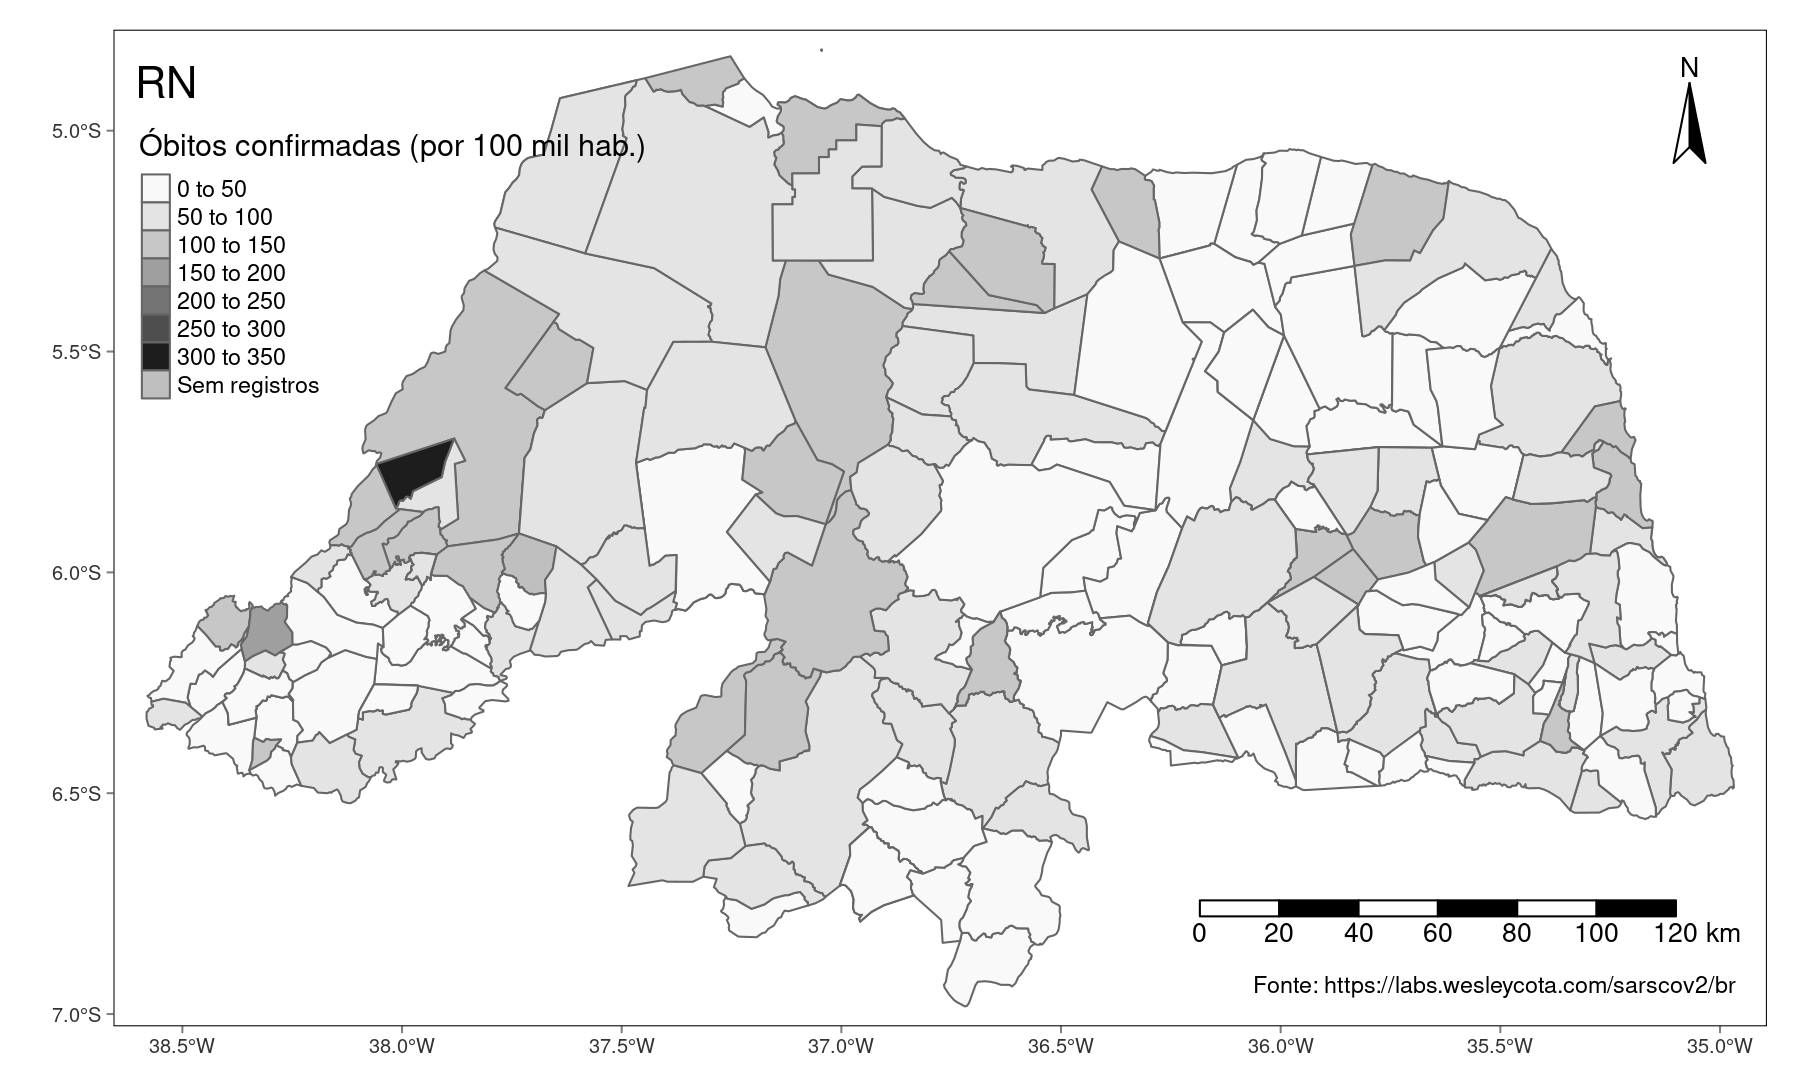 RN
N
Óbitos confirmadas (por 100 mil hab.)
0 to 50
50 to 100
100 to 150
150 to 200
200 to 250
250 to 300
300 to 350
Sem registros
5.0°S
5.5°S
6.0°S
6.5°S
7.0°S
0 20 40 60 80 100 120 km
Fonte: https://labs.wesleycota.com/sarscov2/br
38.5°W 38.0°W 37.5°W 37.0°W 36.5°W 36.0°W 35.5°W 35.0°W